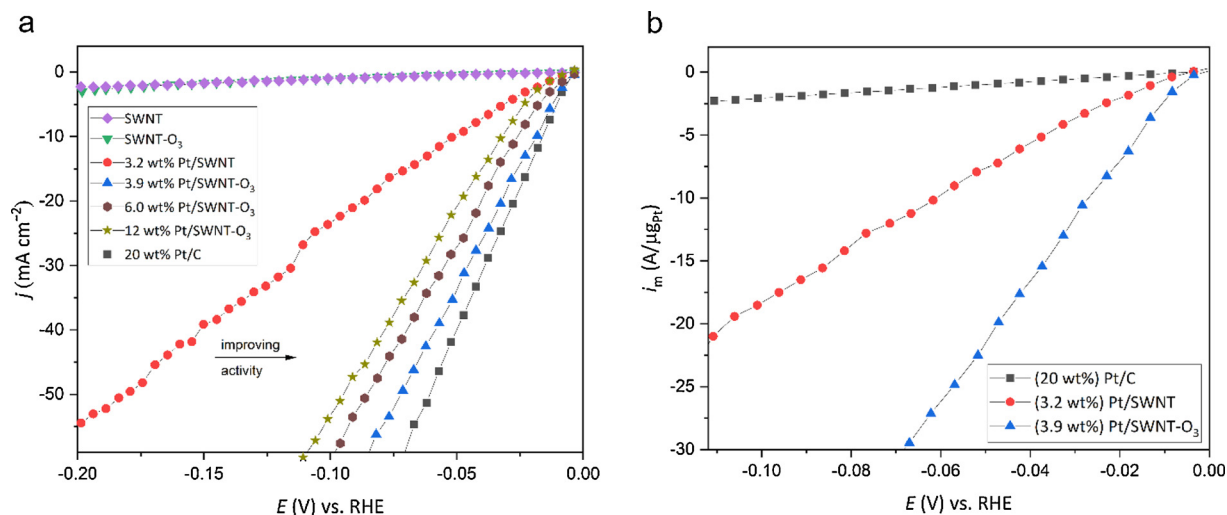 a
0
-10
-20
-30
-40
-50
j (mA cm⁻²)
SWNT
SWNT-O₃
3.2 wt% Pt/SWNT
3.9 wt% Pt/SWNT-O₃
6.0 wt% Pt/SWNT-O₃
12 wt% Pt/SWNT-O₃
20 wt% Pt/C
improving
activity
-0.20
-0.15
-0.10
-0.05
0.00
E (V) vs. RHE
b
0
-5
-10
-15
-20
-25
-30
iₘ (A/μg_Pt)
(20 wt%) Pt/C
(3.2 wt%) Pt/SWNT
(3.9 wt%) Pt/SWNT-O₃
-0.10
-0.08
-0.06
-0.04
-0.02
0.00
E (V) vs. RHE